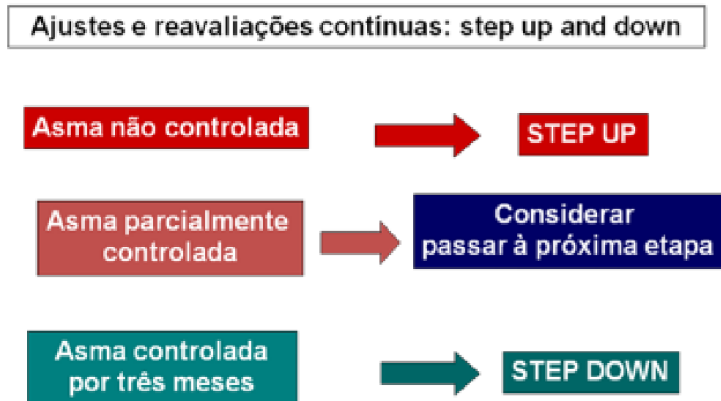 Ajustes e reavaliações contínuas: step up and down
Asma não controlada
STEP UP
Asma parcialmente
controlada
Considerar
passar à próxima etapa
Asma controlada
por três meses
STEP DOWN